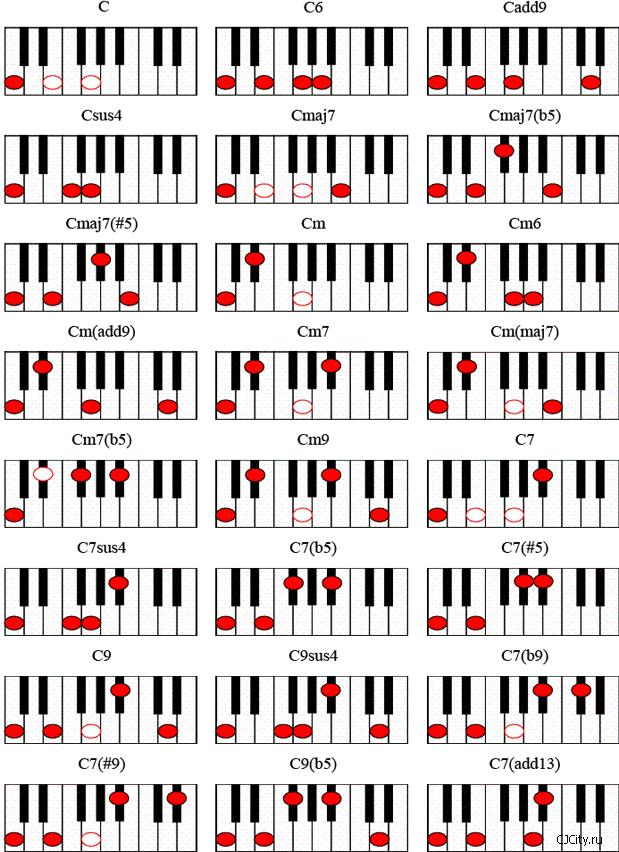 C C6 Cadd9
Csus4 Cmaj7 Cmaj7(b5)
Cmaj7(#5) Cm Cm6
Cm(add9) Cm7 Cm(maj7)
Cm7(b5) Cm9 C7
C7sus4 C7(b5) C7(#5)
C9 C9sus4 C7(b9)
C7(#9) C9(b5) C7(add13)
CJCity.ru